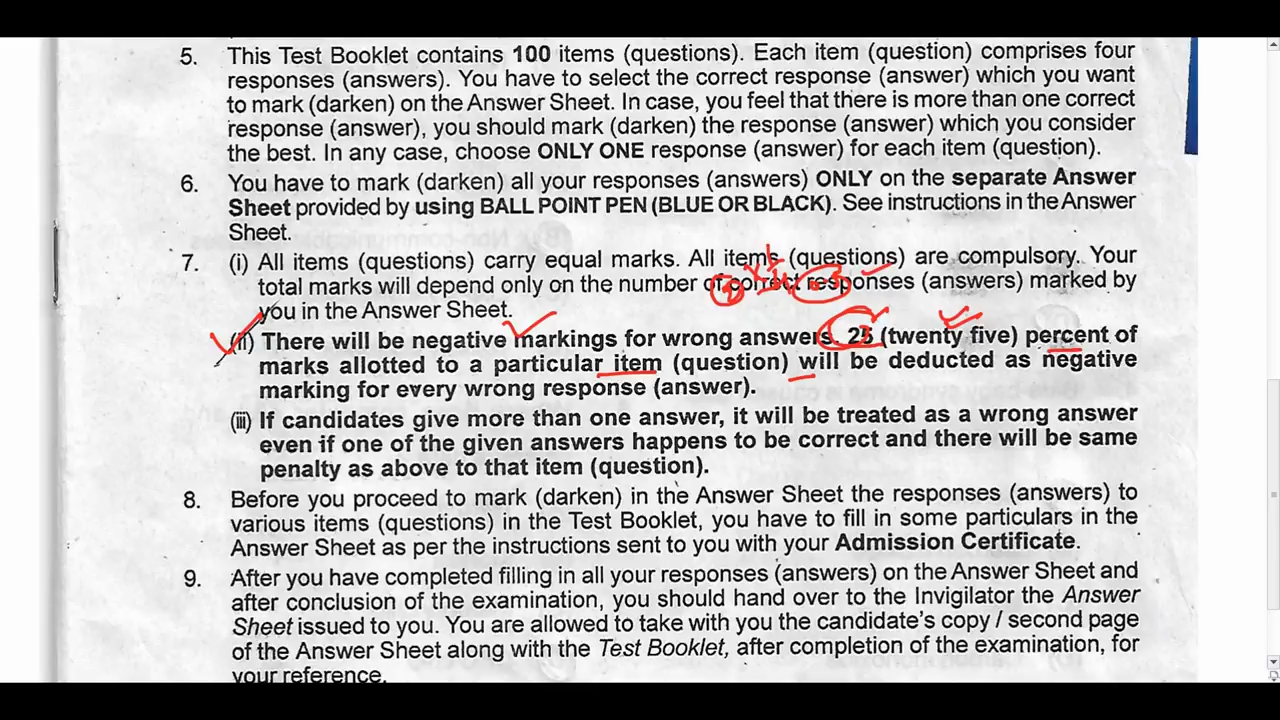 5. This Test Booklet contains 100 items (questions). Each item (question) comprises four
responses (answers). You have to select the correct response (answer) which you want
to mark (darken) on the Answer Sheet. In case, you feel that there is more than one correct
response (answer), you should mark (darken) the response (answer) which you consider
the best. In any case, choose ONLY ONE response (answer) for each item (question).
6. You have to mark (darken) all your responses (answers) ONLY on the separate Answer
Sheet provided by using BALL POINT PEN (BLUE OR BLACK). See instructions in the Answer
Sheet.
7. (i) All items (questions) carry equal marks. All items (questions) are compulsory. Your
total marks will depend only on the number of correct responses (answers) marked by
you in the Answer Sheet.
(ii) There will be negative markings for wrong answers. 25 (twenty five) percent of
marks allotted to a particular item (question) will be deducted as negative
marking for every wrong response (answer).
(iii) If candidates give more than one answer, it will be treated as a wrong answer
even if one of the given answers happens to be correct and there will be same
penalty as above to that item (question).
8. Before you proceed to mark (darken) in the Answer Sheet the responses (answers) to
various items (questions) in the Test Booklet, you have to fill in some particulars in the
Answer Sheet as per the instructions sent to you with your Admission Certificate.
9. After you have completed filling in all your responses (answers) on the Answer Sheet and
after conclusion of the examination, you should hand over to the Invigilator the Answer
Sheet issued to you. You are allowed to take with you the candidate's copy / second page
of the Answer Sheet along with the Test Booklet, after completion of the examination, for
your reference.